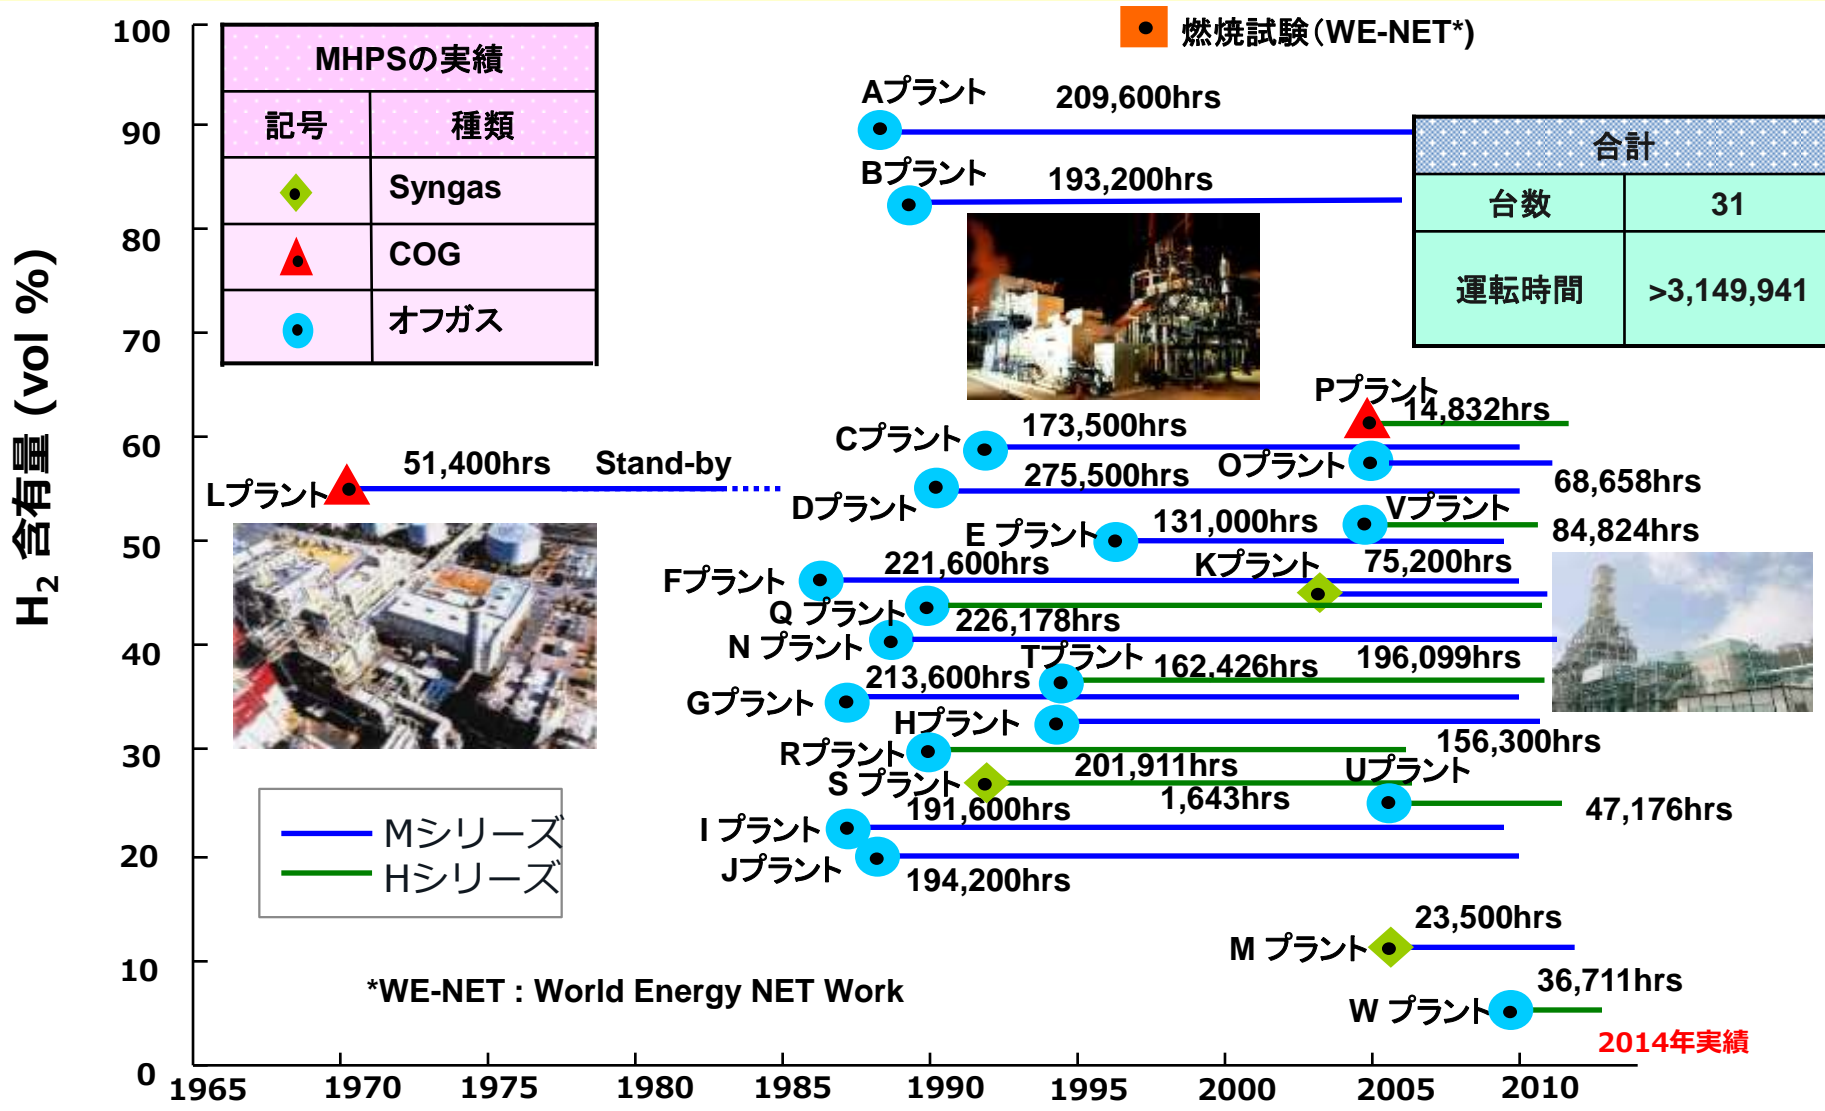 燃焼試験(WE-NET*)
100
90
80
70
60
50
40
30
20
10
0
H2 含有量 (vol %)
MHPSの実績
記号 種類
Syngas
COG
オフガス
Aプラント 209,600hrs
Bプラント 193,200hrs
合計
台数 31
運転時間 >3,149,941
Pプラント 14,832hrs
Cプラント 173,500hrs
Oプラント 68,658hrs
Lプラント 51,400hrs Stand-by
Dプラント 275,500hrs
Vプラント 84,824hrs
E プラント 131,000hrs
Fプラント 221,600hrs
Kプラント 75,200hrs
Q プラント 226,178hrs
N プラント 196,099hrs
Tプラント 162,426hrs
Gプラント 213,600hrs
Hプラント 156,300hrs
Rプラント 201,911hrs
S プラント 1,643hrs
Uプラント 47,176hrs
I プラント 191,600hrs
Jプラント 194,200hrs
Mシリーズ
Hシリーズ
M プラント 23,500hrs
W プラント 36,711hrs
*WE-NET : World Energy NET Work
2014年実績
1965 1970 1975 1980 1985 1990 1995 2000 2005 2010